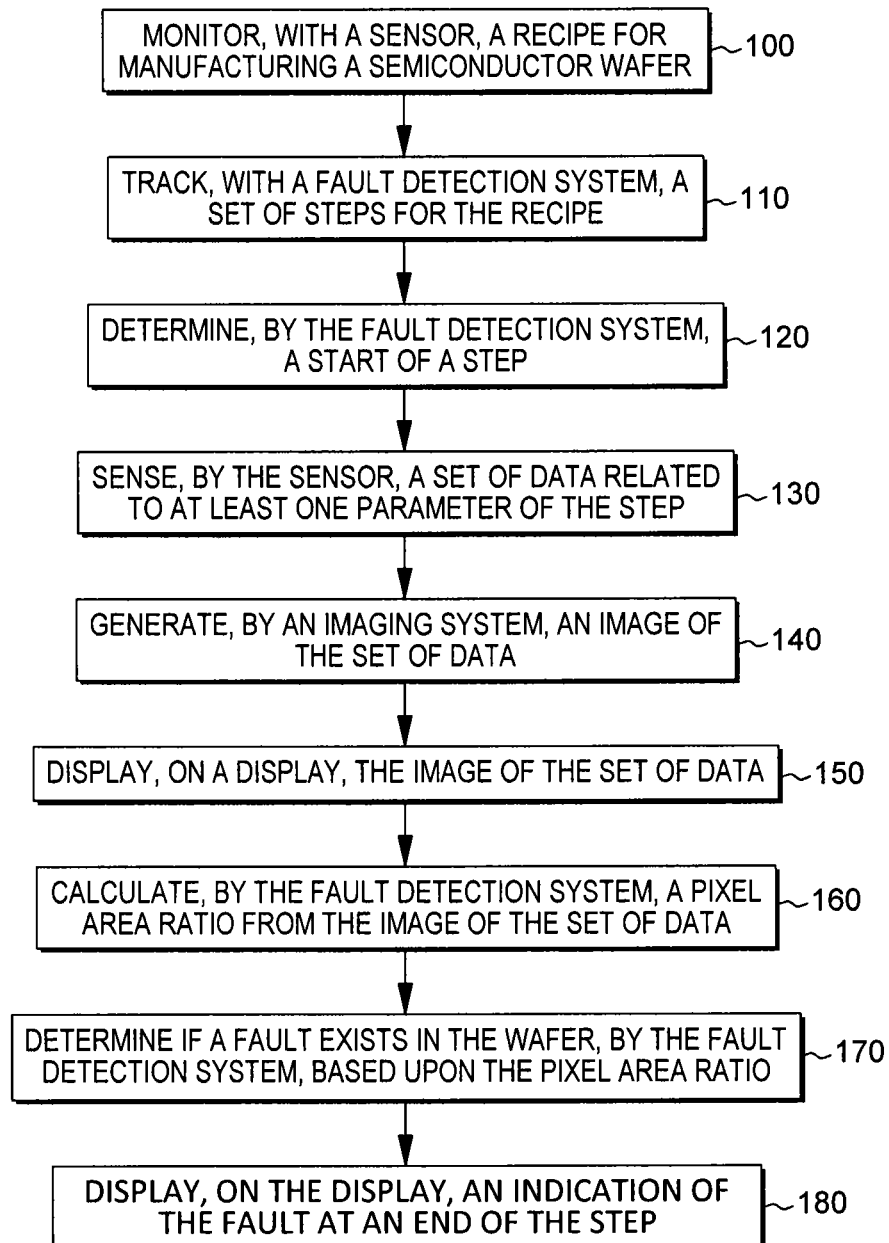 MONITOR, WITH A SENSOR, A RECIPE FOR
MANUFACTURING A SEMICONDUCTOR WAFER
100
TRACK, WITH A FAULT DETECTION SYSTEM, A
SET OF STEPS FOR THE RECIPE
110
DETERMINE, BY THE FAULT DETECTION SYSTEM,
A START OF A STEP
120
SENSE, BY THE SENSOR, A SET OF DATA RELATED
TO AT LEAST ONE PARAMETER OF THE STEP
130
GENERATE, BY AN IMAGING SYSTEM, AN IMAGE OF
THE SET OF DATA
140
DISPLAY, ON A DISPLAY, THE IMAGE OF THE SET OF DATA
150
CALCULATE, BY THE FAULT DETECTION SYSTEM, A PIXEL
AREA RATIO FROM THE IMAGE OF THE SET OF DATA
160
DETERMINE IF A FAULT EXISTS IN THE WAFER, BY THE FAULT
DETECTION SYSTEM, BASED UPON THE PIXEL AREA RATIO
170
DISPLAY, ON THE DISPLAY, AN INDICATION OF
THE FAULT AT AN END OF THE STEP
180